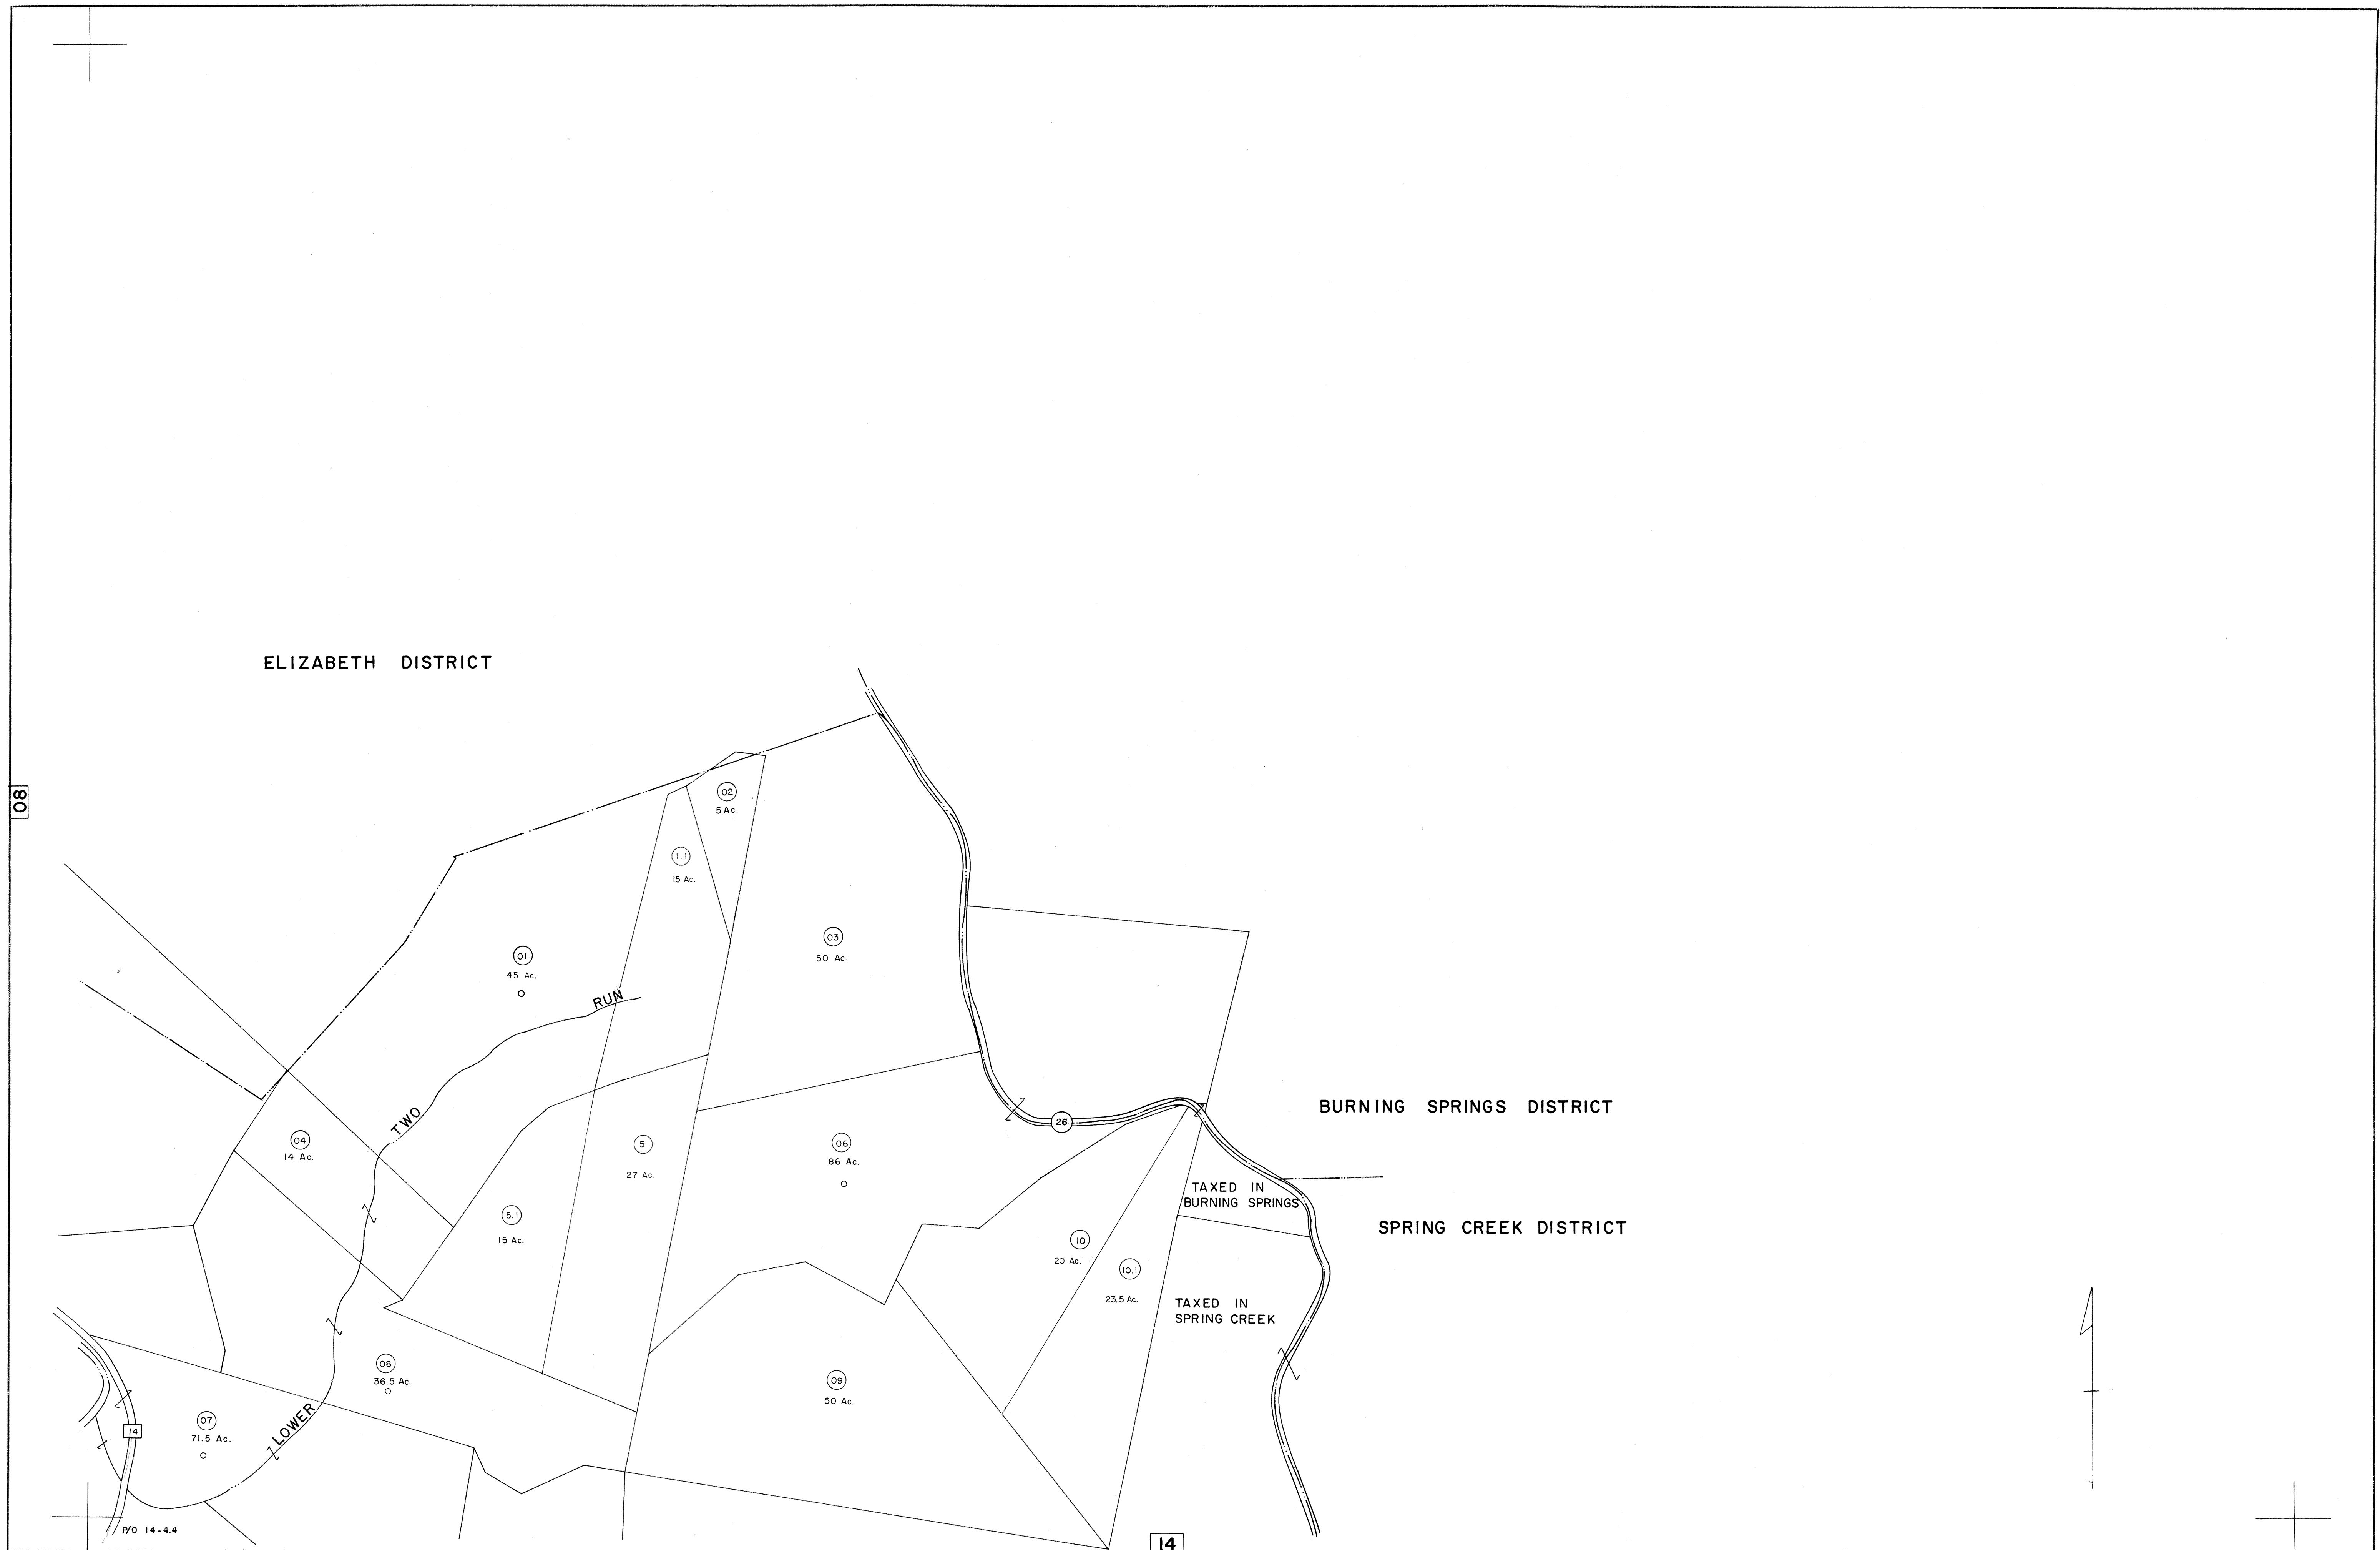 ELIZABETH DISTRICT
08
02
5 Ac.
1.1
15 Ac.
03
50 Ac.
01
45 Ac.
RUN
TWO
04
14 Ac.
5
27 Ac.
06
86 Ac.
26
BURNING SPRINGS DISTRICT
TAXED IN
BURNING SPRINGS
SPRING CREEK DISTRICT
5.1
15 Ac.
10
20 Ac.
10.1
23.5 Ac.
TAXED IN
SPRING CREEK
08
36.5 Ac.
09
50 Ac.
07
71.5 Ac.
LOWER
14
P/O 14-4.4
14